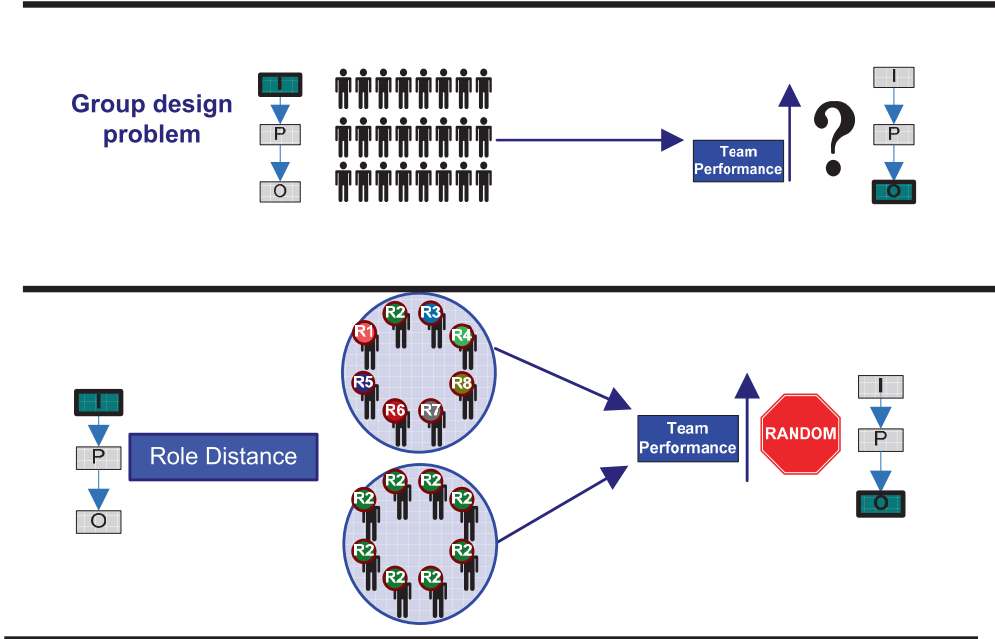 Group design
problem
I
P
O
Team
Performance
?
I
P
O
I
P
O
Role Distance
R1
R2
R3
R4
R5
R8
R6
R7
R2
R2
R2
R2
R2
R2
R2
R2
Team
Performance
RANDOM
I
P
O